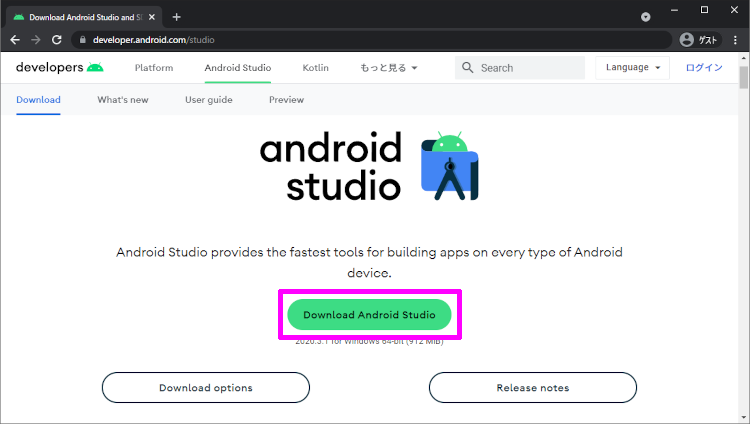 Download Android Studio and S
developer.android.com/studio
ゲスト
developers
Platform
Android Studio
Kotlin
もっと見る
Search
Language
ログイン
Download
What's new
User guide
Preview
android
studio
Android Studio provides the fastest tools for building apps on every type of Android
device.
Download Android Studio
2020.3.1 for Windows 64-bit (912 MiB)
Download options
Release notes